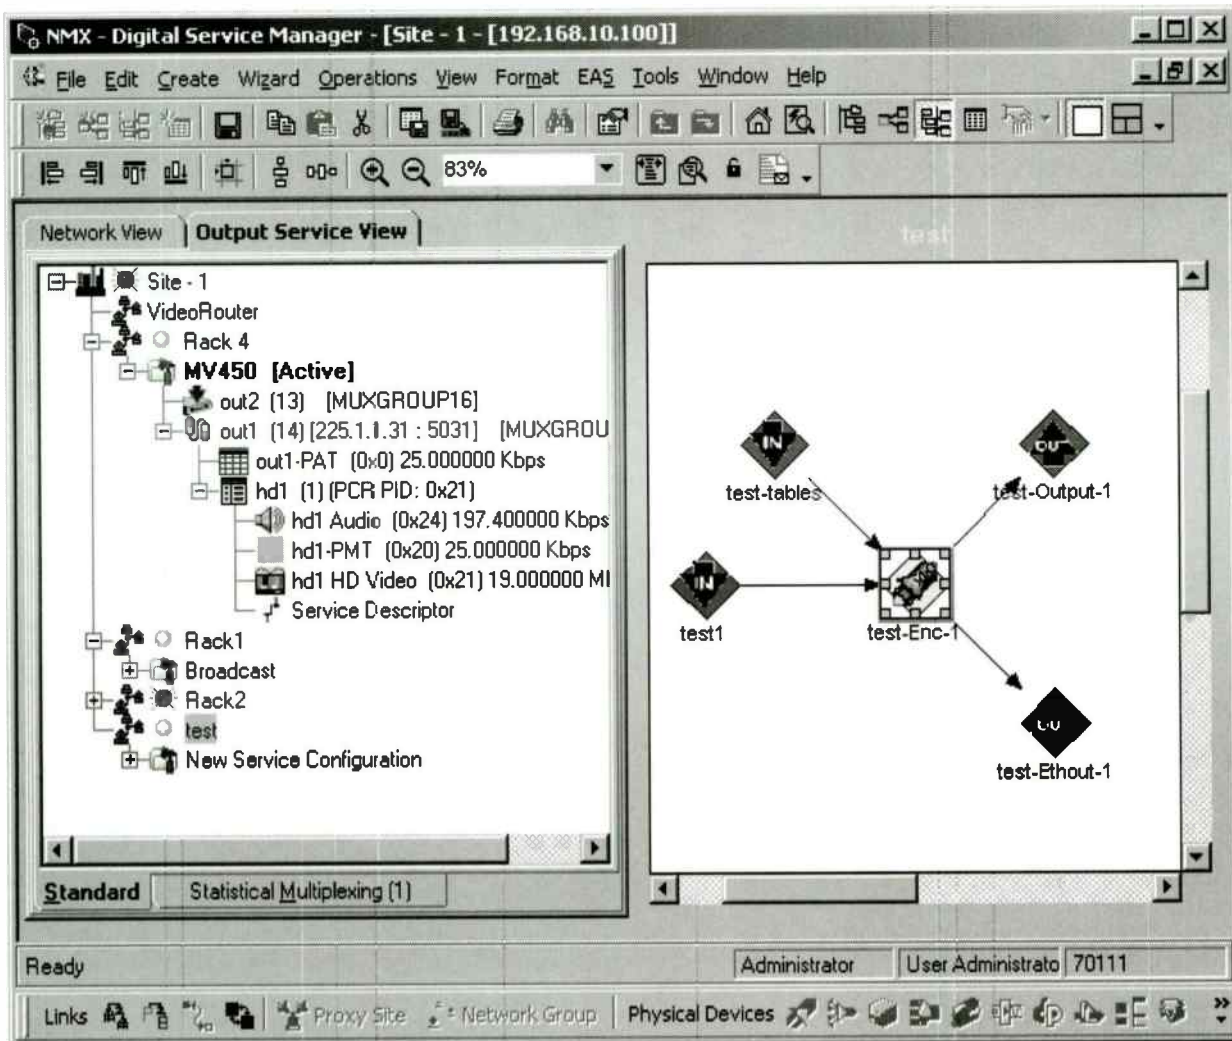 NMX - Digital Service Manager - [Site - 1 - [192.168.10.100]]
File Edit Create Wizard Operations View Format EAS Tools Window Help
83%
Network View Output Service View
test
Site - 1
VideoRouter
Rack 4
MV450 [Active]
out2 (13) [MUXGROUP16]
out1 (14) [225.1.1.31 : 5031] [MUXGROU
out1-PAT (0x0) 25.000000 Kbps
hd1 (1) (PCR PID: 0x21)
hd1 Audio (0x24) 197.400000 Kbps
hd1-PMT (0x20) 25.000000 Kbps
hd1 HD Video (0x21) 19.000000 MI
Service Descriptor
Rack1
Broadcast
Rack2
test
New Service Configuration
Standard Statistical Multiplexing (1)
IN
test-tables
OU
test-Output-1
IN
test1
test-Enc-1
OU
test-Ethout-1
Ready Administrator User Administrato 70111
Links Proxy Site Network Group Physical Devices